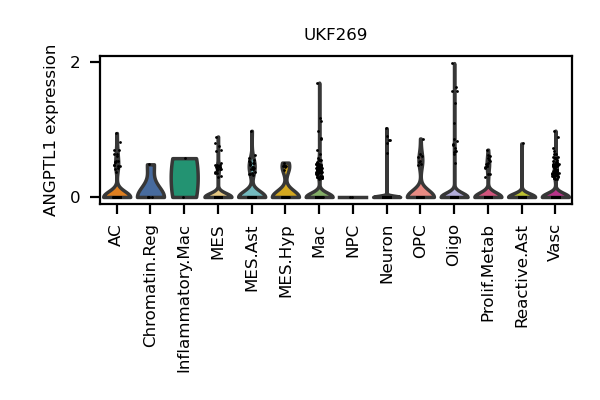 UKF269
ANGPTL1 expression
2
0
AC
Chromatin.Reg
Inflammatory.Mac
MES
MES.Ast
MES.Hyp
Mac
NPC
Neuron
OPC
Oligo
Prolif.Metab
Reactive.Ast
Vasc